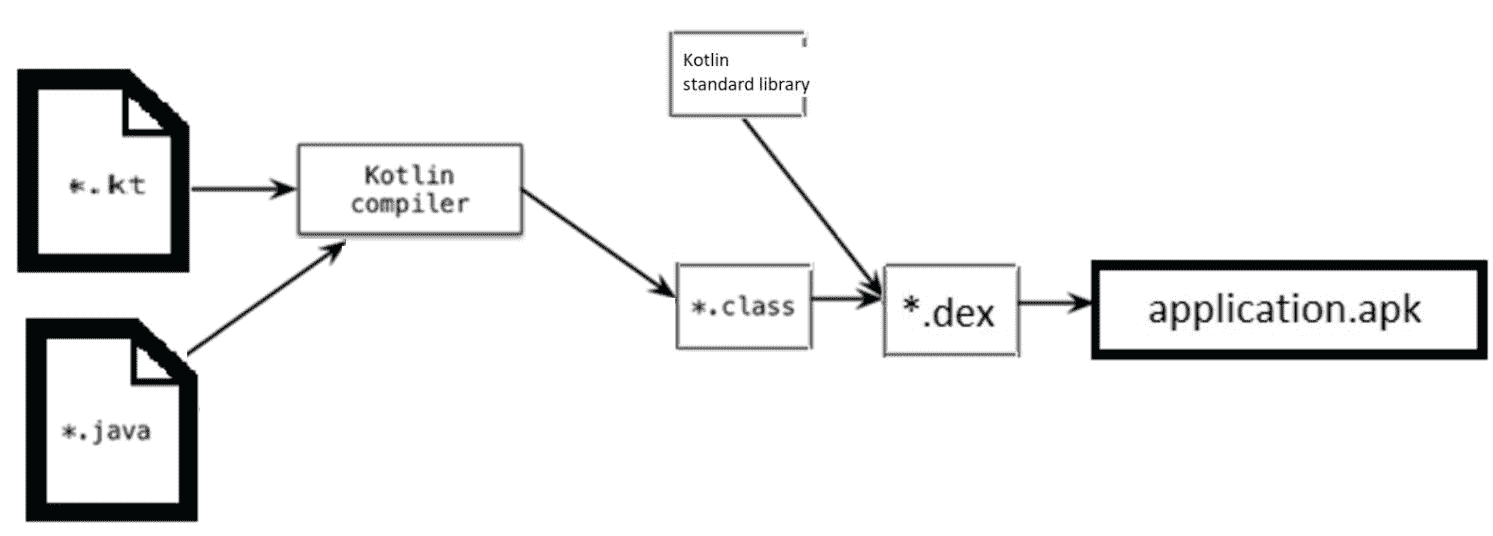 Kotlin
standard library
*.kt
Kotlin
compiler
*.class
*.dex
application.apk
*.java